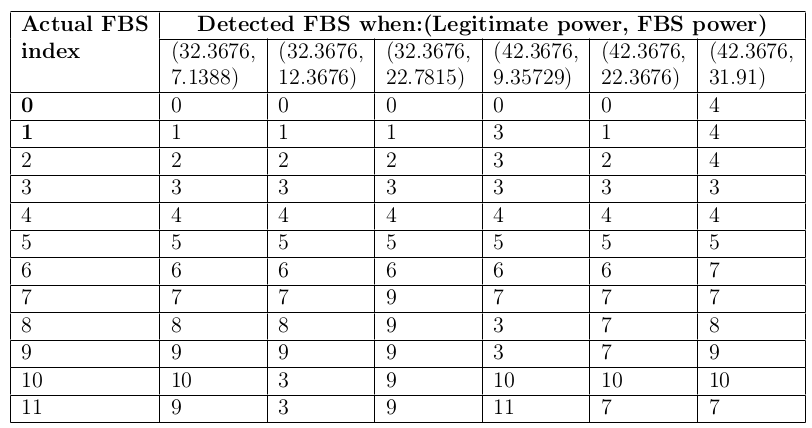 Actual FBS index Detected FBS when:(Legitimate power, FBS power)
(32.3676, 7.1388) (32.3676, 12.3676) (32.3676, 22.7815) (42.3676, 9.35729) (42.3676, 22.3676) (42.3676, 31.91)
0 0 0 0 0 0 4
1 1 1 1 3 1 4
2 2 2 2 3 2 4
3 3 3 3 3 3 3
4 4 4 4 4 4 4
5 5 5 5 5 5 5
6 6 6 6 6 6 7
7 7 7 9 7 7 7
8 8 8 9 3 7 8
9 9 9 9 3 7 9
10 10 3 9 10 10 10
11 9 3 9 11 7 7